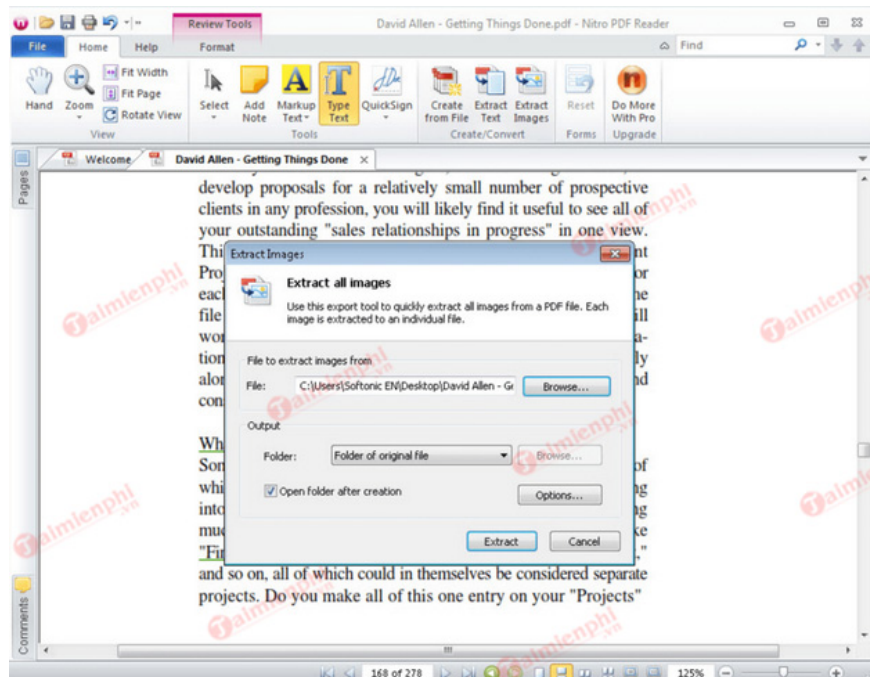 Review Tools
David Allen - Getting Things Done.pdf - Nitro PDF Reader
File
Home
Help
Format
Find
Hand
Zoom
Fit Width
Fit Page
Rotate View
View
Select
Add Note
Markup Text
Type Text
QuickSign
Tools
Create from File
Extract Text
Extract Images
Create/Convert
Reset
Forms
Do More With Pro
Upgrade
Pages
Welcome
David Allen - Getting Things Done
develop proposals for a relatively small number of prospective
clients in any profession, you will likely find it useful to see all of
your outstanding "sales relationships in progress" in one view.
Extract Images
Extract all images
Use this export tool to quickly extract all images from a PDF file. Each
image is extracted to an individual file.
File to extract images from
File:
C:\Users\Softonic EN\Desktop\David Allen - Ge
Browse...
Output
Folder:
Folder of original file
Browse...
Open folder after creation
Options...
Extract
Cancel
and so on, all of which could in themselves be considered separate
projects. Do you make all of this one entry on your "Projects"
Comments
168 of 278
125%
Taimienphi
.vn